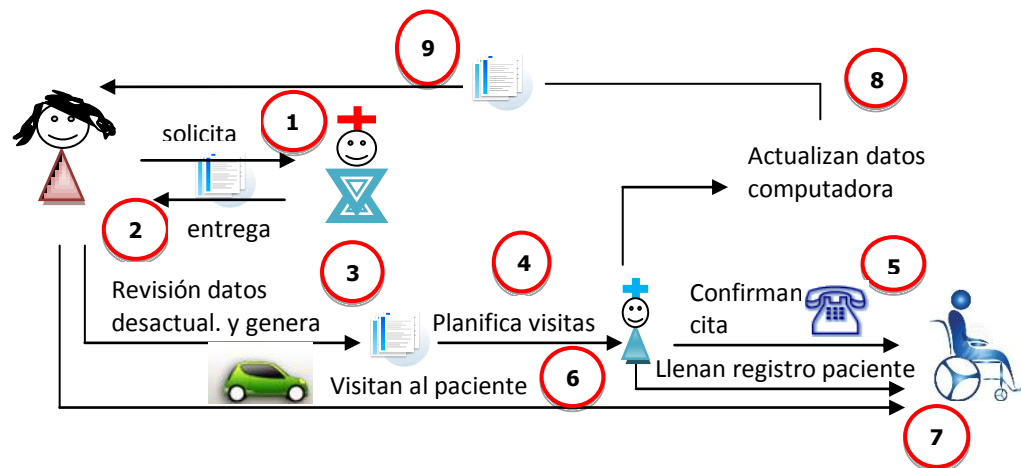 9
8
1
solicita
Actualizan datos
computadora
2
entrega
3
4
5
Revisión datos
desactual. y genera
Planifica visitas
Confirman
cita
Visitan al paciente
6
Llenan registro paciente
7